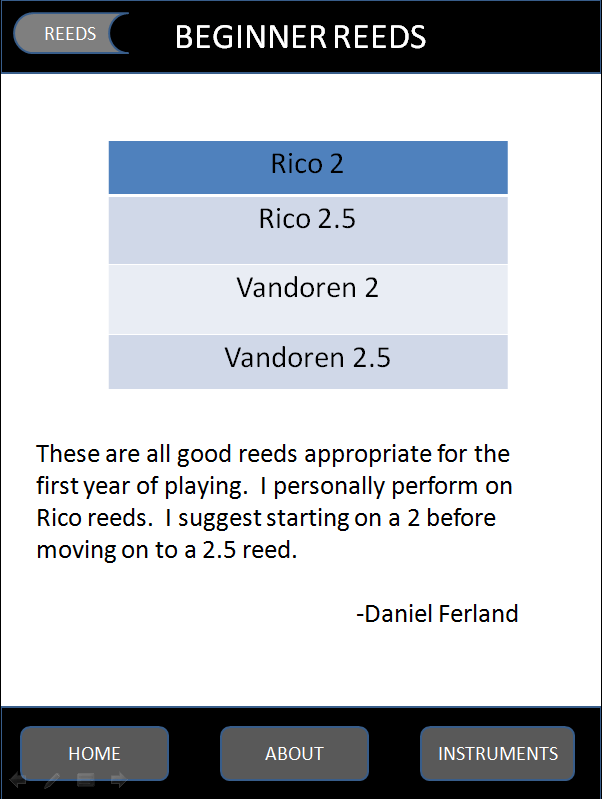 REEDS
BEGINNER REEDS
Rico 2
Rico 2.5
Vandoren 2
Vandoren 2.5
These are all good reeds appropriate for the
first year of playing.  I personally perform on
Rico reeds.  I suggest starting on a 2 before
moving on to a 2.5 reed.
-Daniel Ferland
HOME
ABOUT
INSTRUMENTS